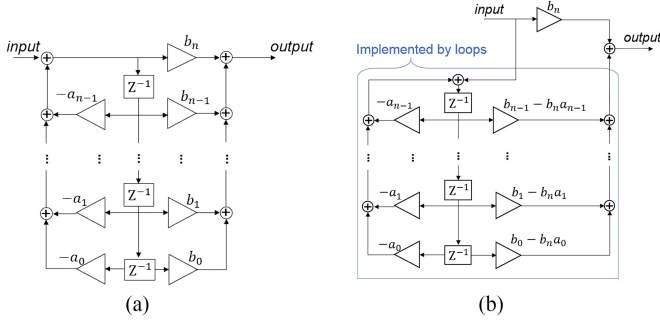 input
b_n
output
Z⁻¹
−a_{n−1}
b_{n−1}
...
...
...
...
−a_1
Z⁻¹
b_1
−a_0
Z⁻¹
b_0
(a)
input
b_n
output
Implemented by loops
−a_{n−1}
Z⁻¹
b_{n−1} − b_n a_{n−1}
...
...
...
...
−a_1
Z⁻¹
b_1 − b_n a_1
−a_0
Z⁻¹
b_0 − b_n a_0
(b)